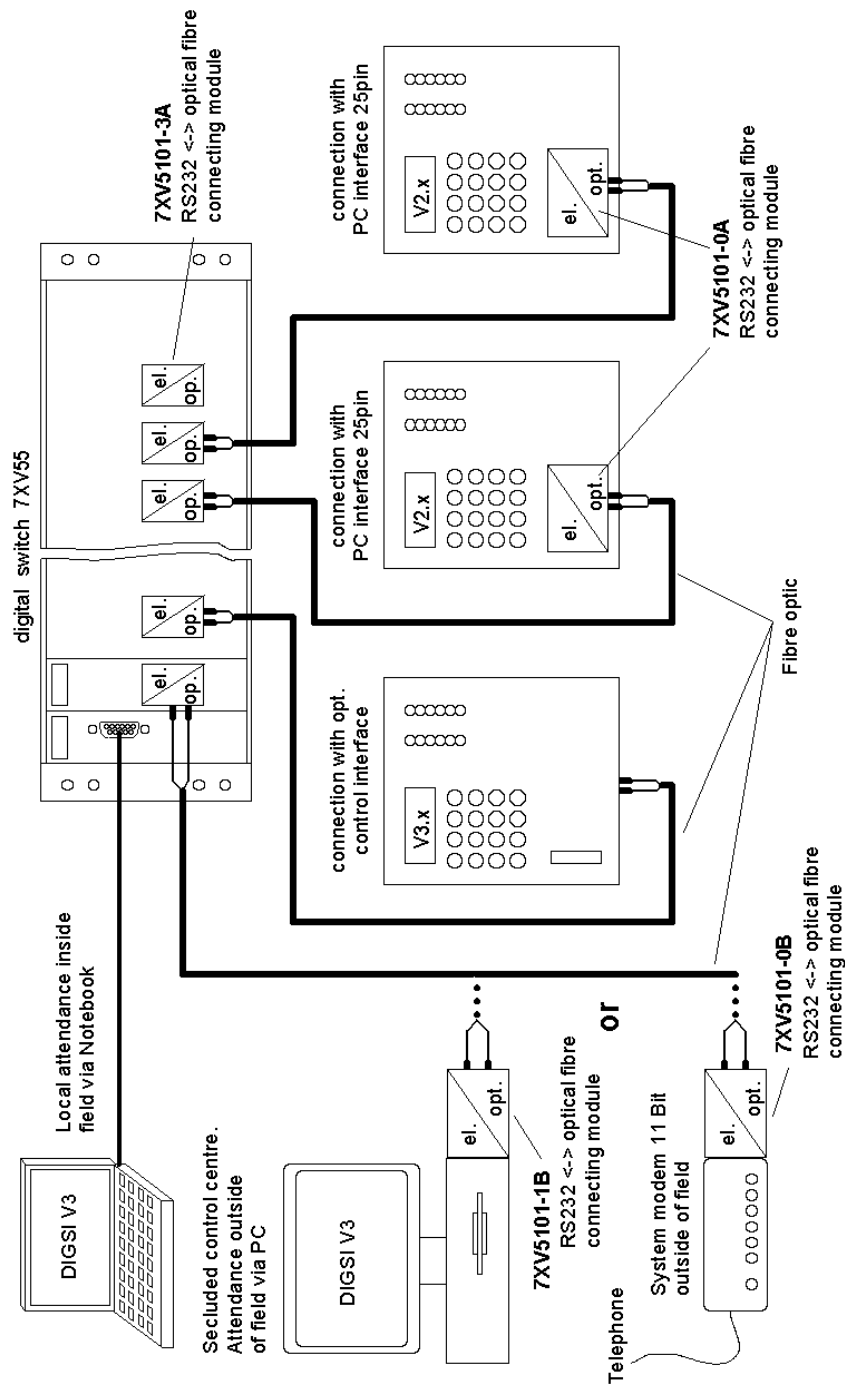 DIGSI V3
Local attendance inside
field via Notebook
digital switch 7XV55
el.
op.
el.
op.
el.
op.
el.
op.
el.
op.
7XV5101-3A
RS232 <-> optical fibre
connecting module
Secluded control centre.
Attendance outside
of field via PC
DIGSI V3
el.
opt.
7XV5101-1B
RS232 <-> optical fibre
connecting module
or
connection with opt.
control interface
V3.x
connection with
PC interface 25pin
V2.x
el.
opt.
connection with
PC interface 25pin
V2.x
el.
opt.
Telephone
System modem 11 Bit
outside of field
el.
opt.
7XV5101-0B
RS232 <-> optical fibre
connecting module
Fibre optic
7XV5101-0A
RS232 <-> optical fibre
connecting module